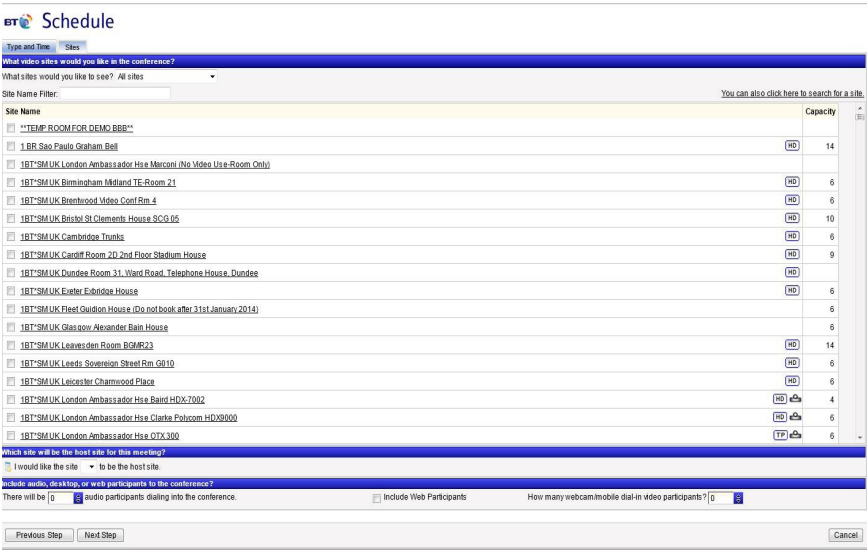 BT Schedule
Type and Time Sites
What video sites would you like in the conference?
What sites would you like to see? All sites
Site Name Filter: You can also click here to search for a site.
Site Name Capacity
**TEMP ROOM FOR DEMO BBB**
1 BR Sao Paulo Graham Bell HD 14
1BT*SM UK London Ambassador Hse Marconi (No Video Use-Room Only)
1BT*SM UK Birmingham Midland TE-Room 21 HD 6
1BT*SM UK Brentwood Video Conf Rm 4 HD 6
1BT*SM UK Bristol St Clements House SCG 05 HD 10
1BT*SM UK Cambridge Trunks HD 6
1BT*SM UK Cardiff Room 2D 2nd Floor Stadium House HD 9
1BT*SM UK Dundee Room 31, Ward Road, Telephone House, Dundee HD
1BT*SM UK Exeter Exbridge House HD 6
1BT*SM UK Fleet Guidion House (Do not book after 31st January 2014) 6
1BT*SM UK Glasgow Alexander Bain House 6
1BT*SM UK Leavesden Room BGMR23 HD 14
1BT*SM UK Leeds Sovereign Street Rm G010 HD 6
1BT*SM UK Leicester Charnwood Place HD 6
1BT*SM UK London Ambassador Hse Baird HDX-7002 HD 4
1BT*SM UK London Ambassador Hse Clarke Polycom HDX9000 HD 6
1BT*SM UK London Ambassador Hse OTX300 TP 6
Which site will be the host site for this meeting?
I would like the site to be the host site.
Include audio, desktop, or web participants to the conference?
There will be 0 audio participants dialing into the conference. Include Web Participants How many webcam/mobile dial-in video participants? 0
Previous Step Next Step Cancel